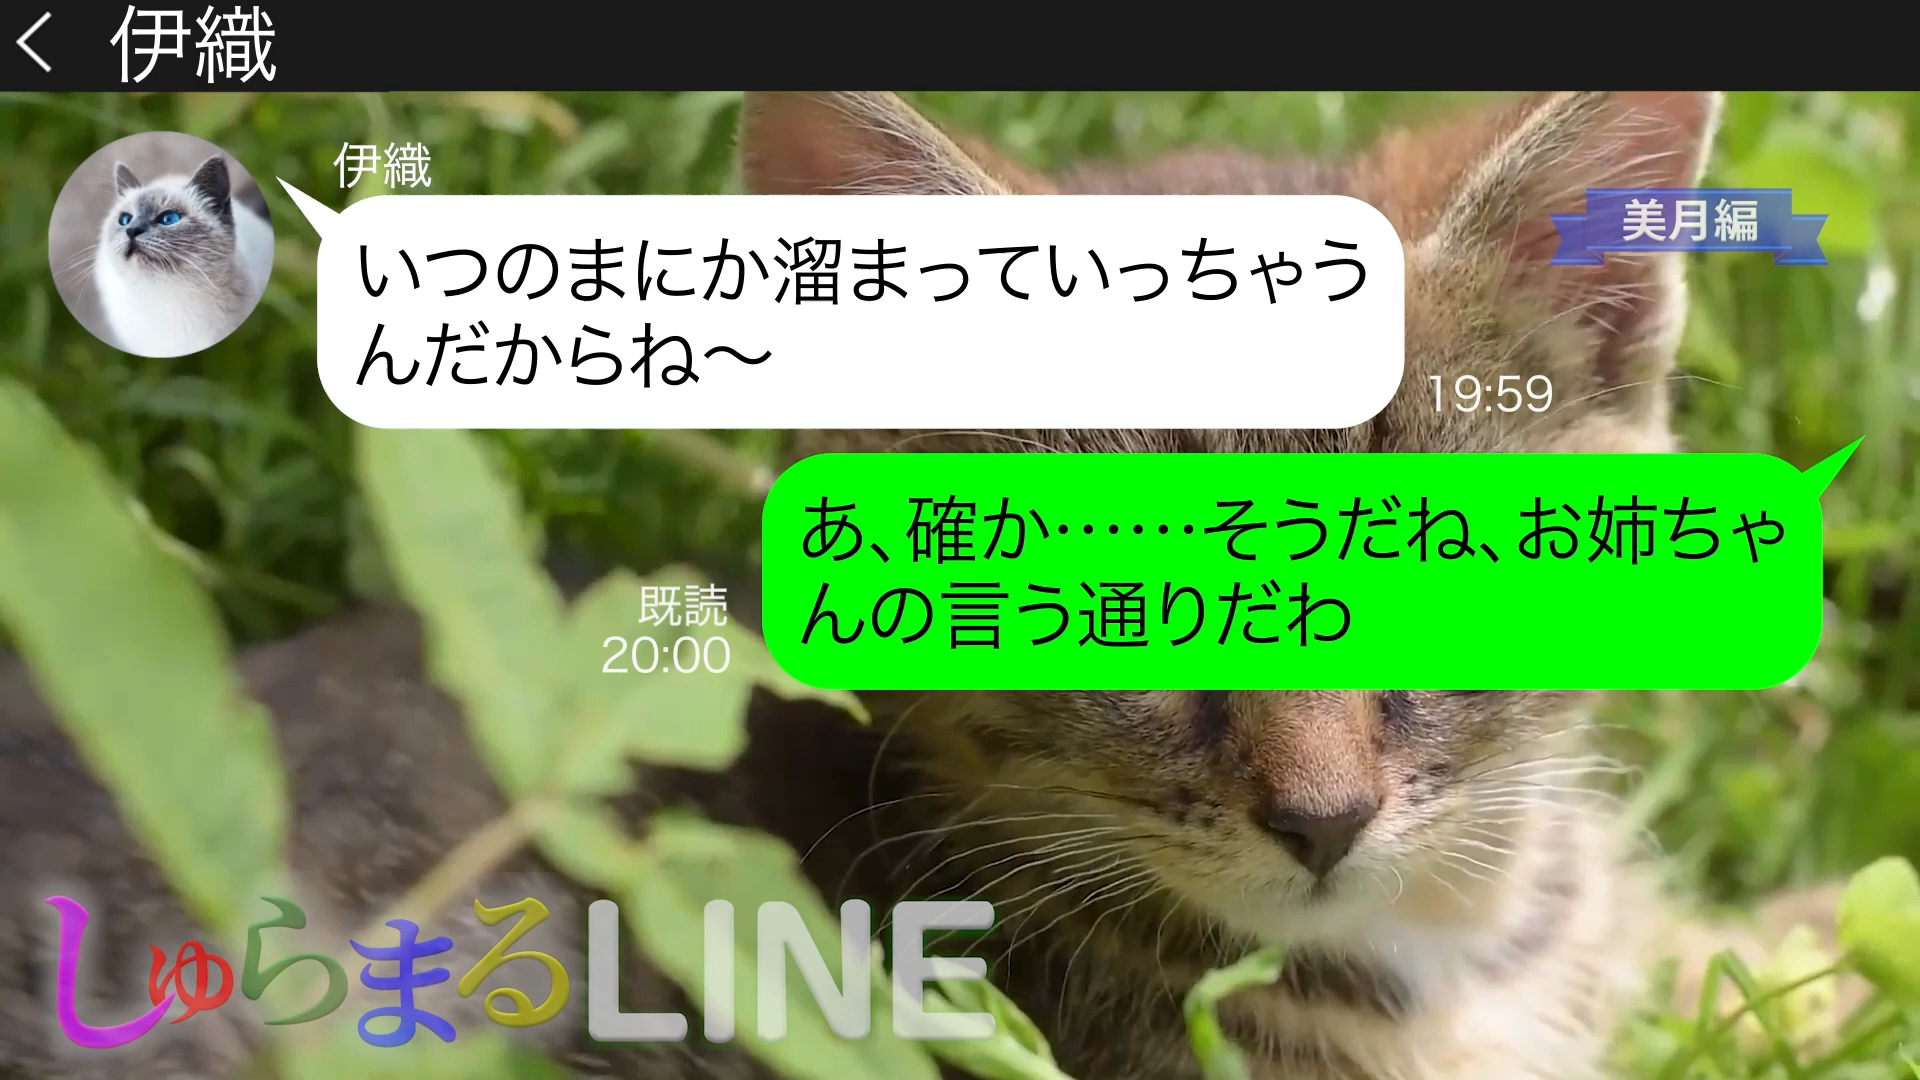 伊織
伊織
美月編
いつのまにか溜まっていっちゃう
んだからね〜
19:59
あ、確か……そうだね、お姉ちゃ
んの言う通りだわ
既読
20:00
しゅらまるLINE